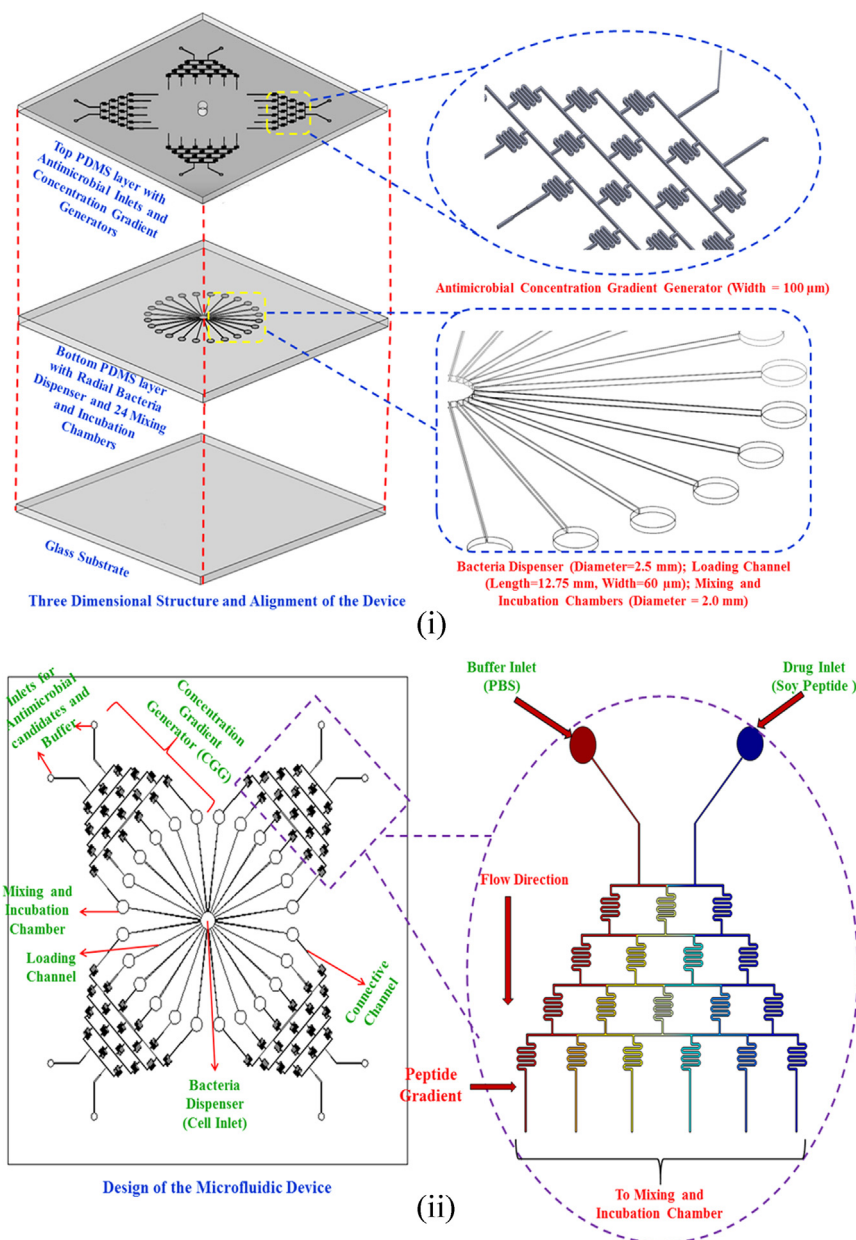 Top PDMS layer with
Antimicrobial Inlets and
Concentration Gradient
Generators
Antimicrobial Concentration Gradient Generator (Width = 100 µm)
Bottom PDMS layer
with Radial Bacteria
Dispenser and 24 Mixing
and Incubation
Chambers
Glass Substrate
Bacteria Dispenser (Diameter=2.5 mm); Loading Channel
(Length=12.75 mm, Width=60 µm); Mixing and
Incubation Chambers (Diameter = 2.0 mm)
Three Dimensional Structure and Alignment of the Device
(i)
Inlets for
Antimicrobial
candidates and
Buffer
Concentration
Gradient
Generator (CGG)
Mixing and
Incubation
Chamber
Loading
Channel
Connective
Channel
Bacteria
Dispenser
(Cell Inlet)
Design of the Microfluidic Device
Buffer Inlet
(PBS)
Drug Inlet
(Soy Peptide )
Flow Direction
Peptide
Gradient
To Mixing and
Incubation Chamber
(ii)